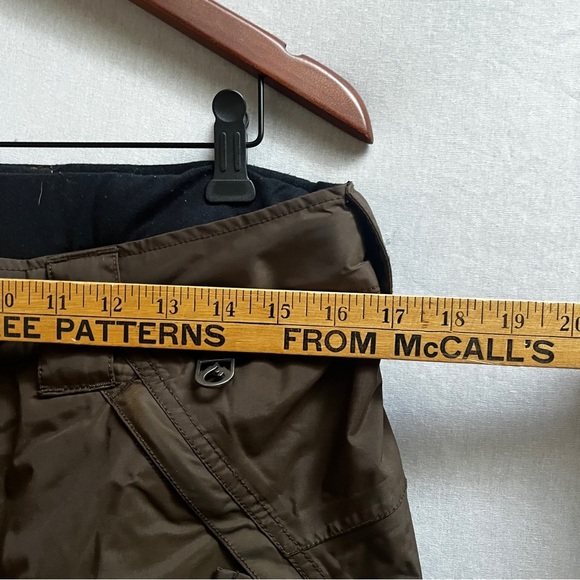 0 11 12 13 14 15 16 17 18 19 20
EE PATTERNS FROM McCALL'S